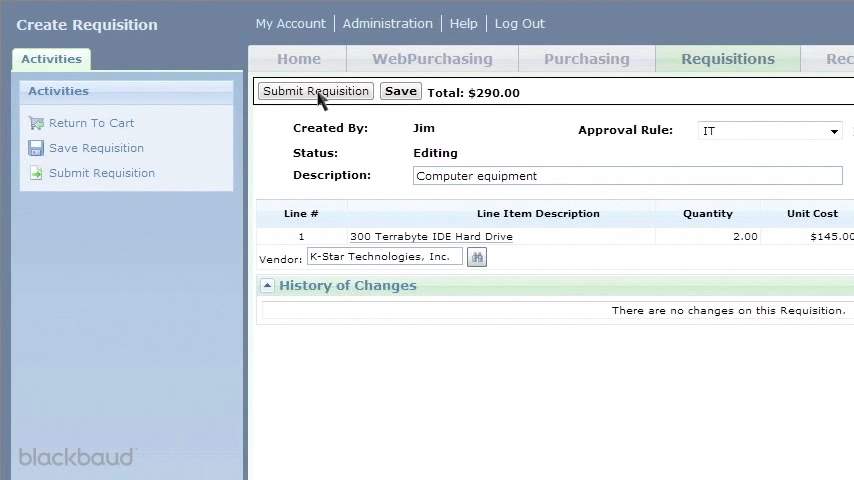 Create Requisition
My Account Administration Help Log Out
Activities
Home WebPurchasing Purchasing Requisitions Rec
Activities
Return To Cart
Save Requisition
Submit Requisition
Submit Requisition Save Total: $290.00
Created By: Jim Approval Rule: IT
Status: Editing
Description: Computer equipment
Line # Line Item Description Quantity Unit Cost
1 300 Terrabyte IDE Hard Drive 2.00 $145.00
Vendor: K-Star Technologies, Inc.
History of Changes
There are no changes on this Requisition.
blackbaud